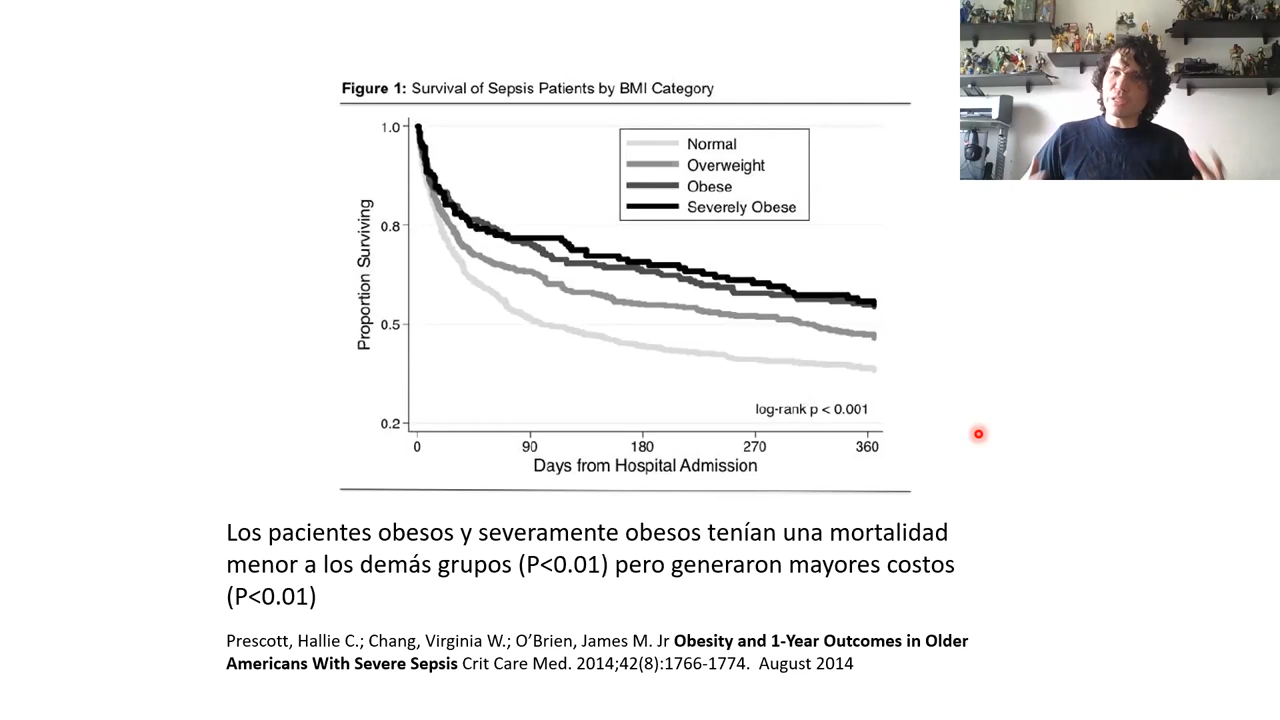 Figure 1: Survival of Sepsis Patients by BMI Category
1.0
0.8
0.5
0.2
Proportion Surviving
Normal
Overweight
Obese
Severely Obese
log-rank p < 0.001
0 90 180 270 360
Days from Hospital Admission
Los pacientes obesos y severamente obesos tenían una mortalidad
menor a los demás grupos (P<0.01) pero generaron mayores costos
(P<0.01)
Prescott, Hallie C.; Chang, Virginia W.; O’Brien, James M. Jr Obesity and 1-Year Outcomes in Older
Americans With Severe Sepsis Crit Care Med. 2014;42(8):1766-1774. August 2014